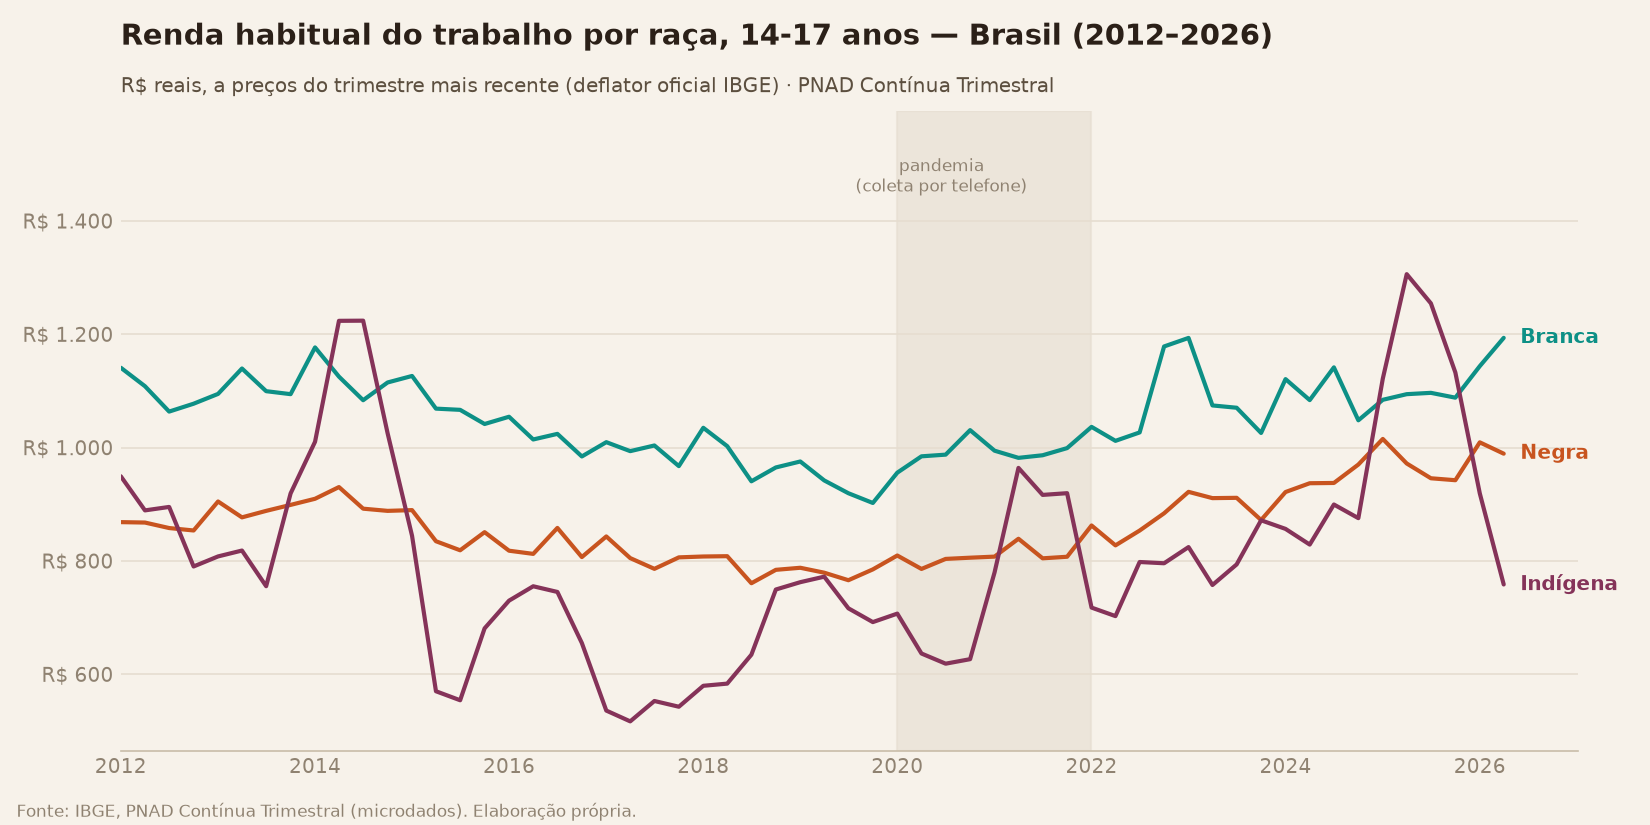 Renda habitual do trabalho por raça, 14-17 anos — Brasil (2012–2026)
R$ reais, a preços do trimestre mais recente (deflator oficial IBGE) · PNAD Contínua Trimestral
pandemia
(coleta por telefone)
R$ 1.400
R$ 1.200
R$ 1.000
R$ 800
R$ 600
Branca
Negra
Indígena
2012 2014 2016 2018 2020 2022 2024 2026
Fonte: IBGE, PNAD Contínua Trimestral (microdados). Elaboração própria.